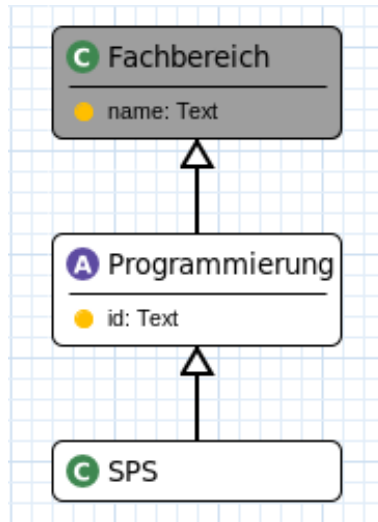 C Fachbereich
name: Text
A Programmierung
id: Text
C SPS